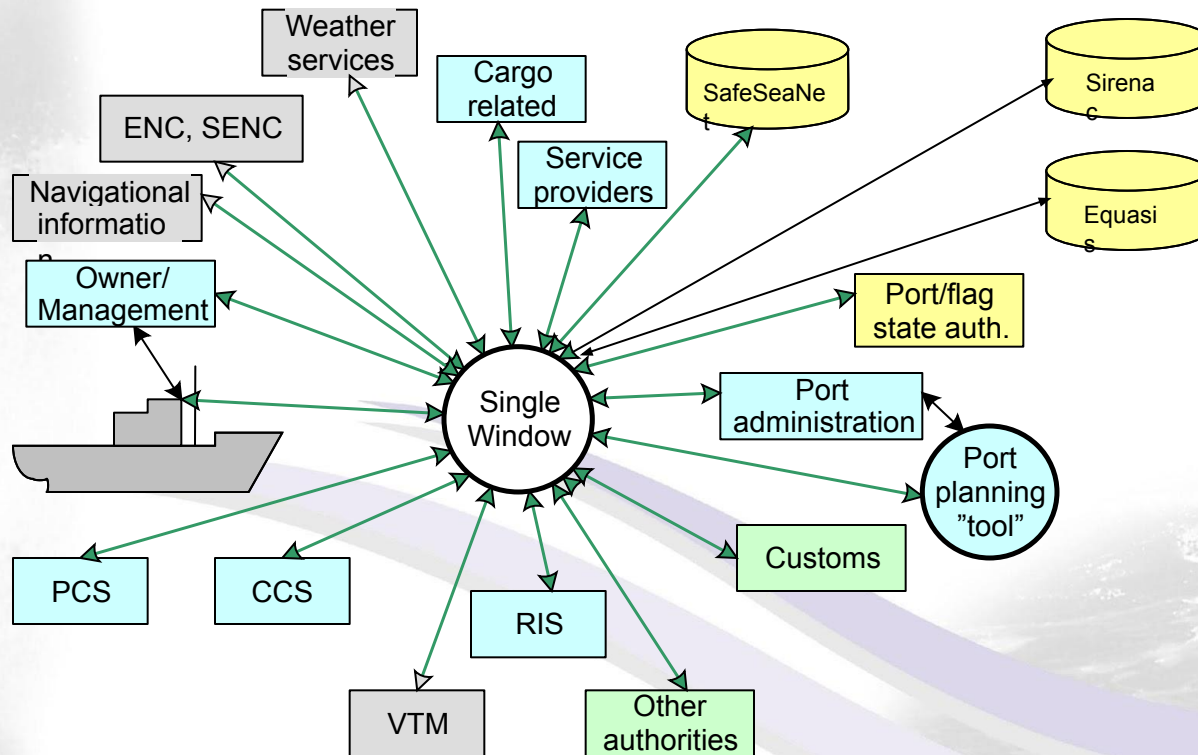 Weather
services
Cargo
related
SafeSeaNe
t
Sirena
c
ENC, SENC
Service
providers
Navigational
informatio
n
Equasi
s
Owner/
Management
Port/flag
state auth.
Single
Window
Port
administration
Port
planning
”tool”
PCS
CCS
RIS
Customs
VTM
Other
authorities